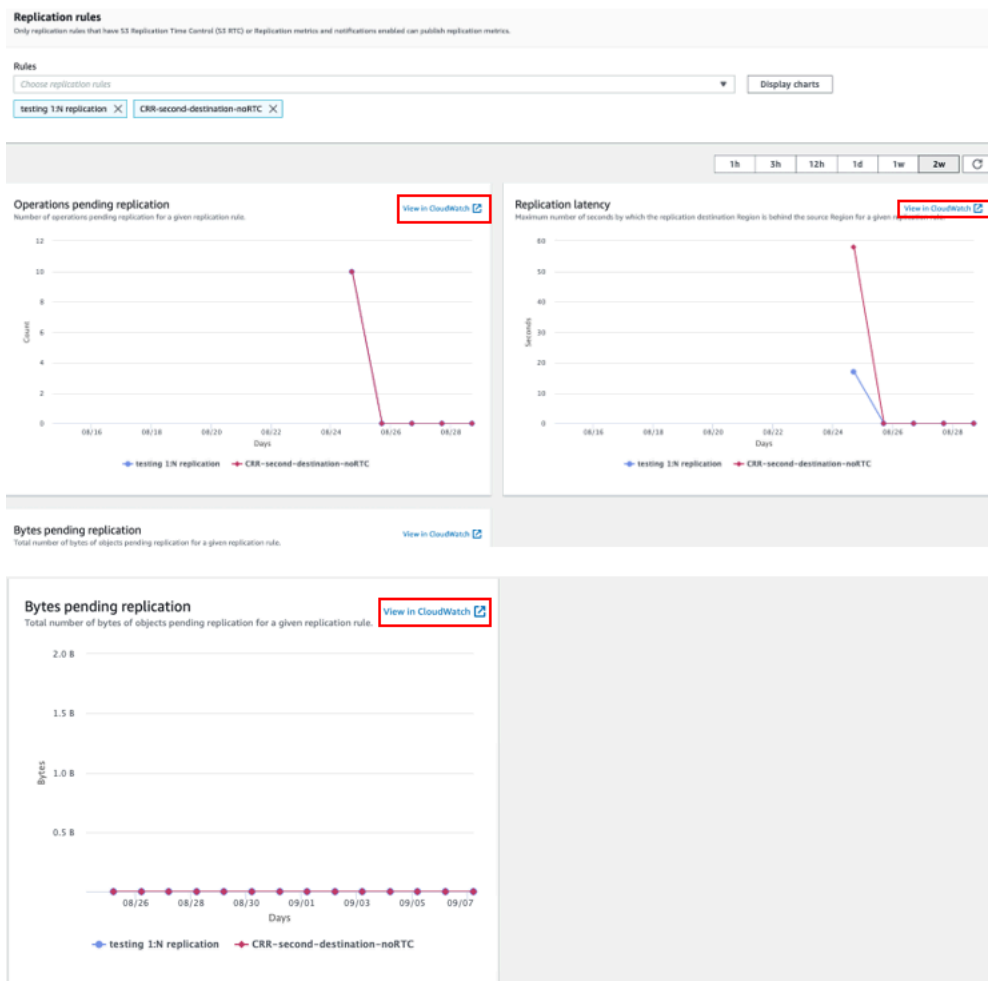 Replication rules
Only replication rules that have S3 Replication Time Control (S3 RTC) or Replication metrics and notifications enabled can publish replication metrics.
Rules
Choose replication rules
Display charts
testing 1:N replication
CRR-second-destination-noRTC
1h 3h 12h 1d 1w 2w
Operations pending replication
View in CloudWatch
Number of operations pending replication for a given replication rule.
12
10
8
6
4
2
0
Count
08/16 08/18 08/20 08/22 08/24 08/26 08/28
Days
testing 1:N replication CRR-second-destination-noRTC
Replication latency
View in CloudWatch
Maximum number of seconds by which the replication destination Region is behind the source Region for a given replication rule.
60
50
40
30
20
10
0
Seconds
08/16 08/18 08/20 08/22 08/24 08/26 08/28
Days
testing 1:N replication CRR-second-destination-noRTC
Bytes pending replication
View in CloudWatch
Total number of bytes of objects pending replication for a given replication rule.
Bytes pending replication
View in CloudWatch
Total number of bytes of objects pending replication for a given replication rule.
2.0 B
1.5 B
1.0 B
0.5 B
Bytes
08/26 08/28 08/30 09/01 09/03 09/05 09/07
Days
testing 1:N replication CRR-second-destination-noRTC